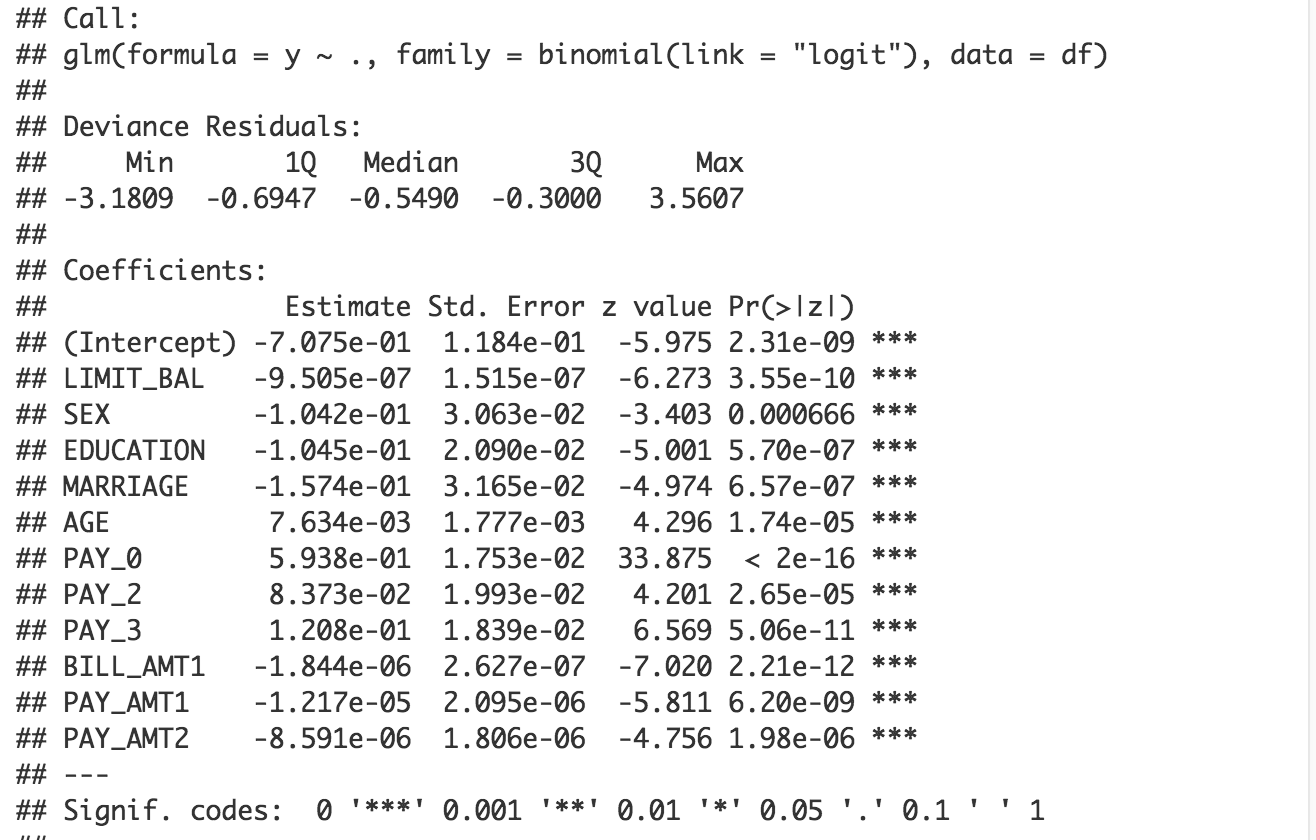 ## Call:
## glm(formula = y ~ ., family = binomial(link = "logit"), data = df)
##
## Deviance Residuals:
##     Min       1Q   Median       3Q      Max
## -3.1809  -0.6947  -0.5490  -0.3000   3.5607
##
## Coefficients:
##               Estimate Std. Error z value Pr(>|z|)
## (Intercept) -7.075e-01  1.184e-01  -5.975 2.31e-09 ***
## LIMIT_BAL   -9.505e-07  1.515e-07  -6.273 3.55e-10 ***
## SEX         -1.042e-01  3.063e-02  -3.403 0.000666 ***
## EDUCATION   -1.045e-01  2.090e-02  -5.001 5.70e-07 ***
## MARRIAGE    -1.574e-01  3.165e-02  -4.974 6.57e-07 ***
## AGE          7.634e-03  1.777e-03   4.296 1.74e-05 ***
## PAY_0        5.938e-01  1.753e-02  33.875  < 2e-16 ***
## PAY_2        8.373e-02  1.993e-02   4.201 2.65e-05 ***
## PAY_3        1.208e-01  1.839e-02   6.569 5.06e-11 ***
## BILL_AMT1   -1.844e-06  2.627e-07  -7.020 2.21e-12 ***
## PAY_AMT1    -1.217e-05  2.095e-06  -5.811 6.20e-09 ***
## PAY_AMT2    -8.591e-06  1.806e-06  -4.756 1.98e-06 ***
## ---
## Signif. codes:  0 '***' 0.001 '**' 0.01 '*' 0.05 '.' 0.1 ' ' 1
##